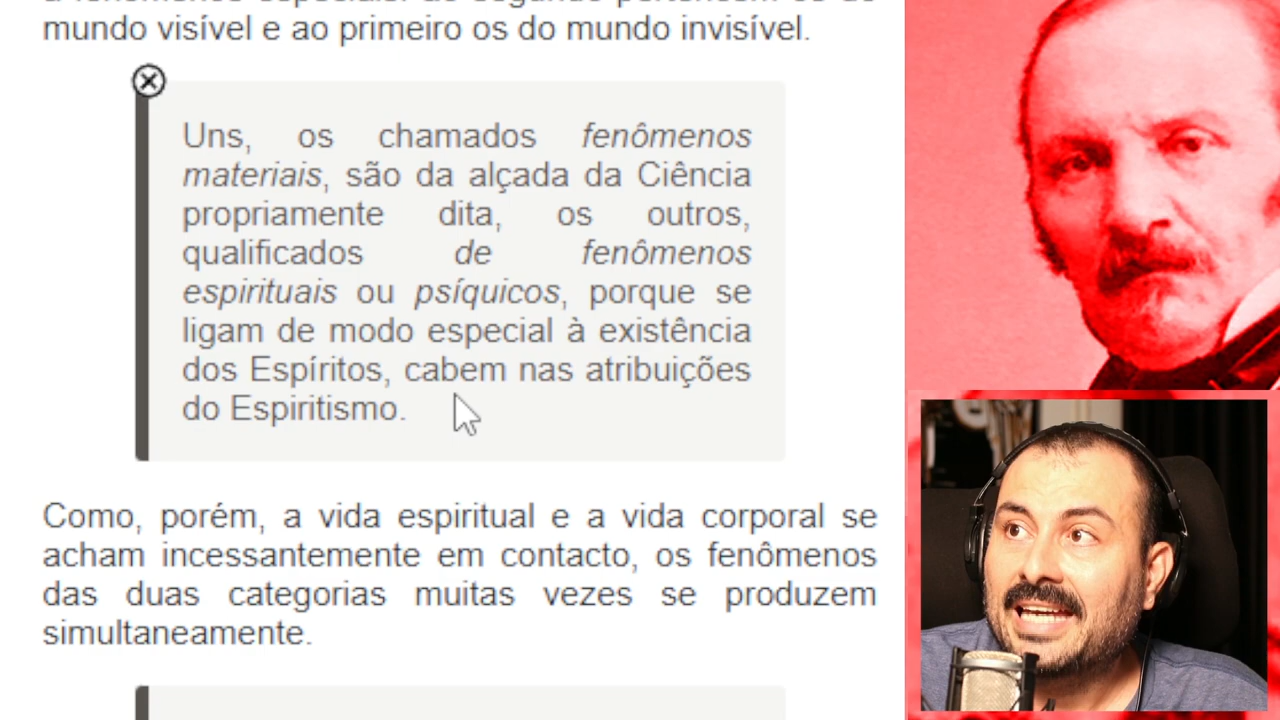 mundo visível e ao primeiro os do mundo invisível.
Uns, os chamados fenômenos
materiais, são da alçada da Ciência
propriamente dita, os outros,
qualificados de fenômenos
espirituais ou psíquicos, porque se
ligam de modo especial à existência
dos Espíritos, cabem nas atribuições
do Espiritismo.
Como, porém, a vida espiritual e a vida corporal se
acham incessantemente em contacto, os fenômenos
das duas categorias muitas vezes se produzem
simultaneamente.